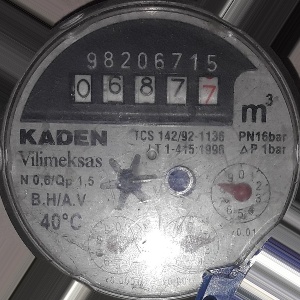 98206715
06877
m³
KADEN
TCS 142/92-1136 PN16bar
Vilimeksas
LT 1-415:1998 ΔP 1bar
N 0,6/Qp 1,5
B.H/A.V
40°C